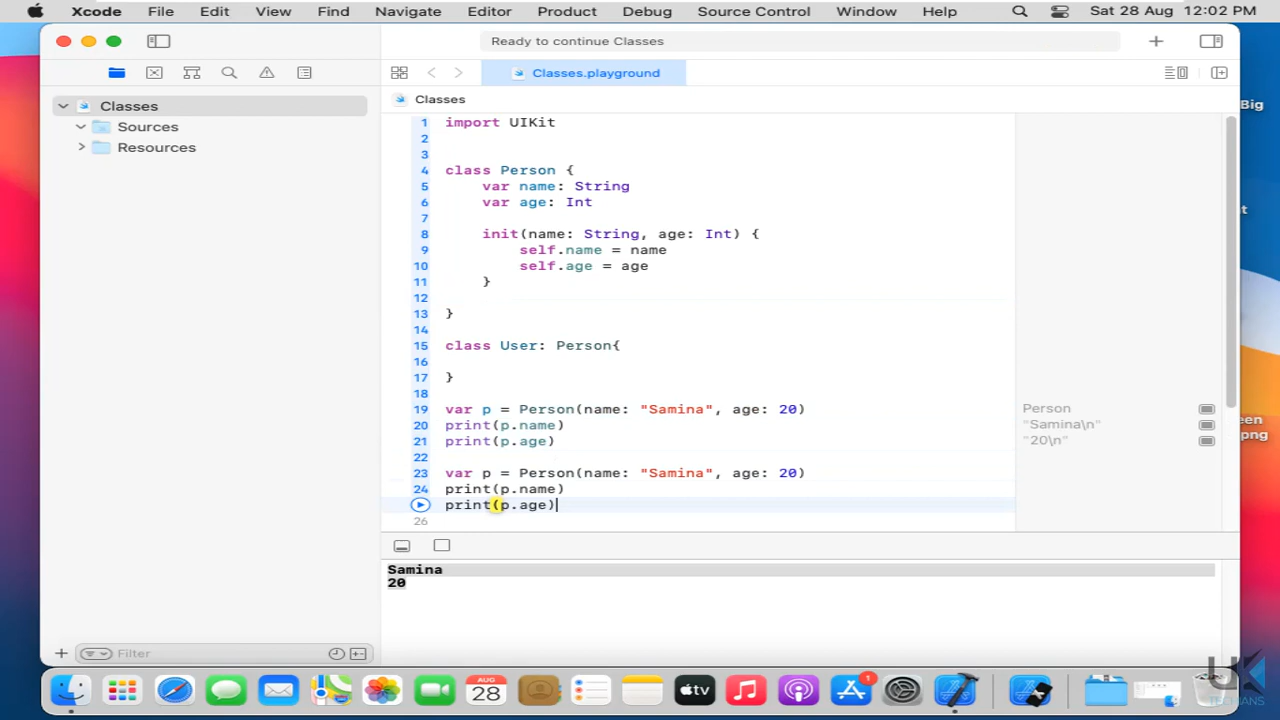 Xcode File Edit View Find Navigate Editor Product Debug Source Control Window Help Sat 28 Aug 12:02 PM
Ready to continue Classes
Classes.playground
Classes
Classes
Sources
Resources
1 import UIKit
2
3
4 class Person {
5 var name: String
6 var age: Int
7
8 init(name: String, age: Int) {
9 self.name = name
10 self.age = age
11 }
12
13 }
14
15 class User: Person{
16
17 }
18
19 var p = Person(name: "Samina", age: 20) Person
20 print(p.name) "Samina\n"
21 print(p.age) "20\n"
22
23 var p = Person(name: "Samina", age: 20)
24 print(p.name)
print(p.age)
26
Samina
20
Filter
AUG
28
tv
1
Big
png
UK
TECHIANS